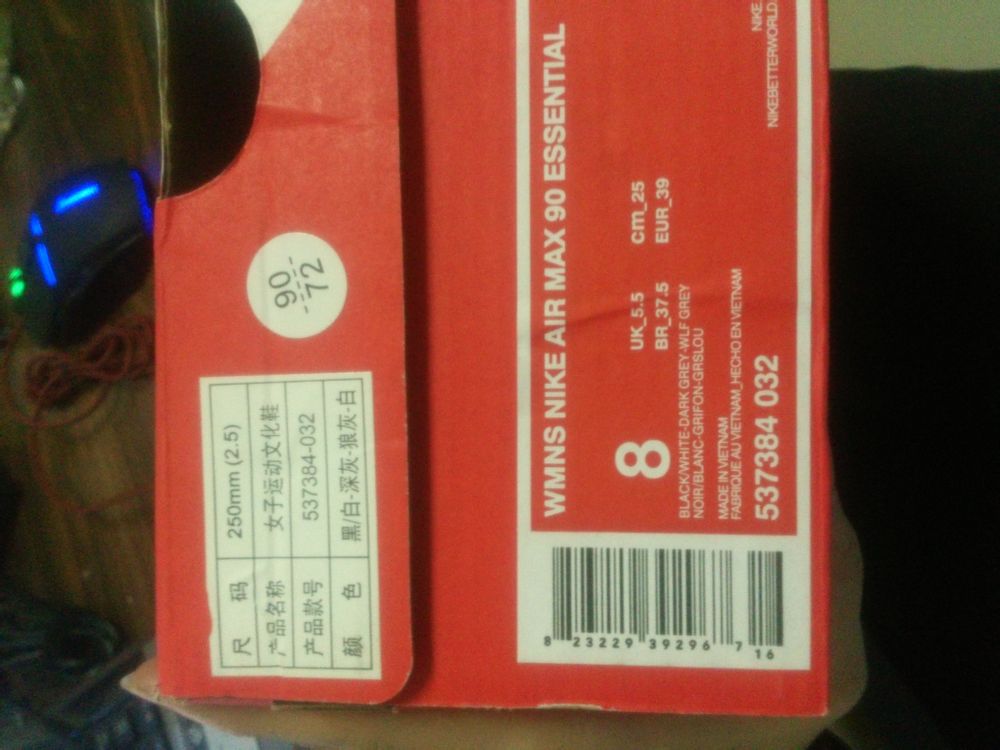 90
72
尺 码 250mm (2.5)
产品名称 女子运动文化鞋
产品款号 537384-032
颜 色 黑/白-深灰-狼灰-白
WMNS NIKE AIR MAX 90 ESSENTIAL
8 UK_5.5 cm_25
BR_37.5 EUR_39
BLACK/WHITE-DARK GREY-WLF GREY
NOIR/BLANC-GRIFON-GRSLOU
MADE IN VIETNAM
FABRIQUE AU VIETNAM_HECHO EN VIETNAM
537384 032
NIKE
NIKEBETTERWORLD
8 23229 39296 7 16